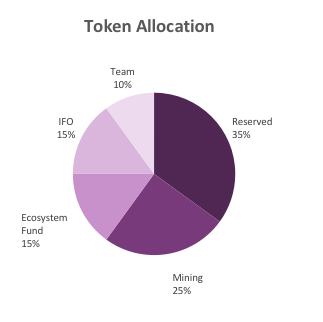 Token Allocation
Team
10%
IFO
15%
Reserved
35%
Ecosystem
Fund
15%
Mining
25%